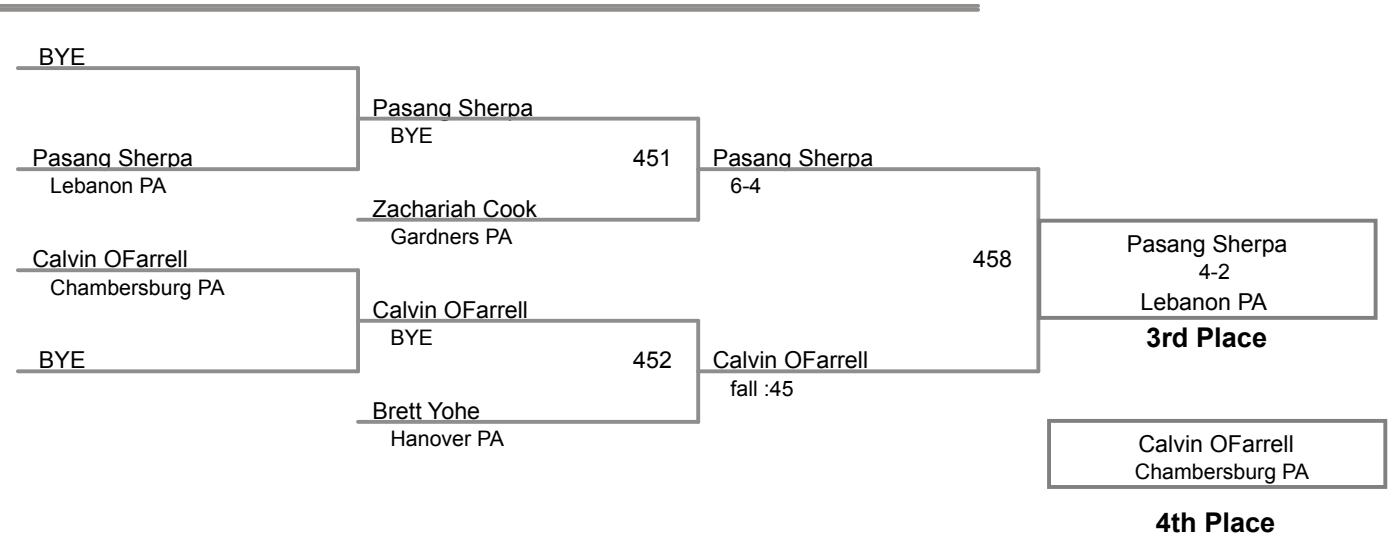 BYE
Pasang Sherpa
Lebanon PA
Calvin OFarrell
Chambersburg PA
BYE
Pasang Sherpa
BYE
451
Zachariah Cook
Gardners PA
Calvin OFarrell
BYE
452
Brett Yohe
Hanover PA
Pasang Sherpa
6-4
458
Calvin OFarrell
fall :45
Pasang Sherpa
4-2
Lebanon PA
3rd Place
Calvin OFarrell
Chambersburg PA
4th Place